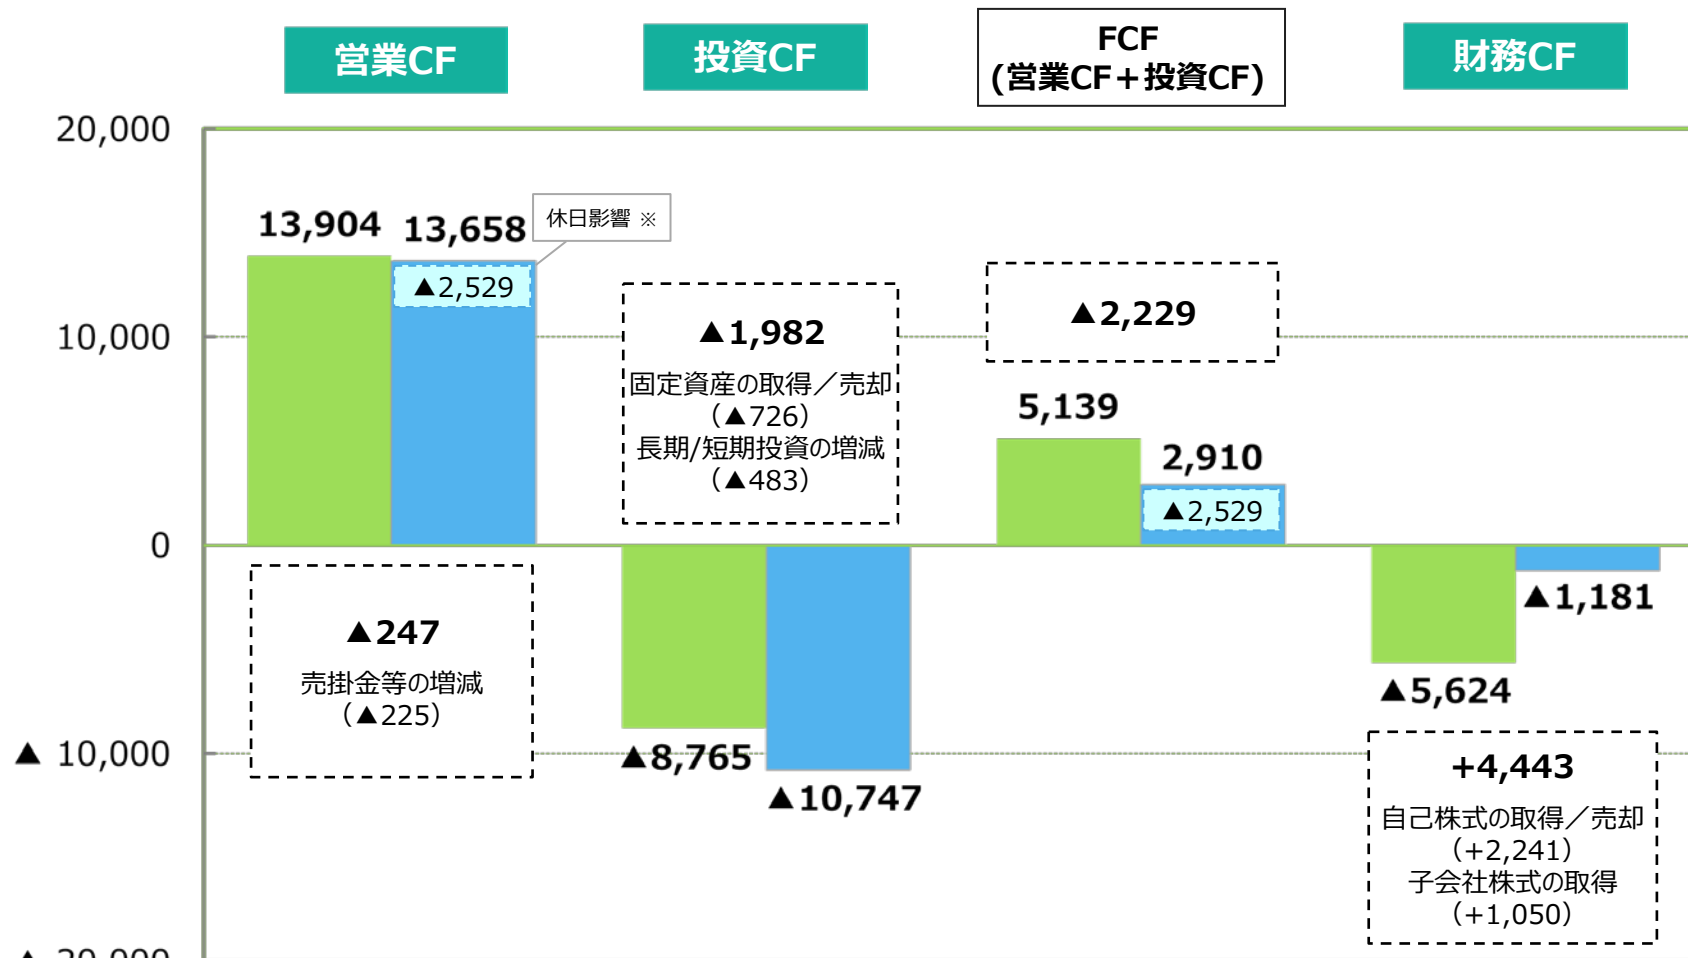 営業CF
投資CF
FCF
(営業CF＋投資CF)
財務CF
20,000
10,000
0
▲ 10,000
13,904
13,658
休日影響 ※
▲2,529
▲247
売掛金等の増減
（▲225）
▲1,982
固定資産の取得／売却
（▲726）
長期/短期投資の増減
（▲483）
▲8,765
▲10,747
▲2,229
5,139
2,910
▲2,529
▲1,181
▲5,624
+4,443
自己株式の取得／売却
（+2,241）
子会社株式の取得
（+1,050）